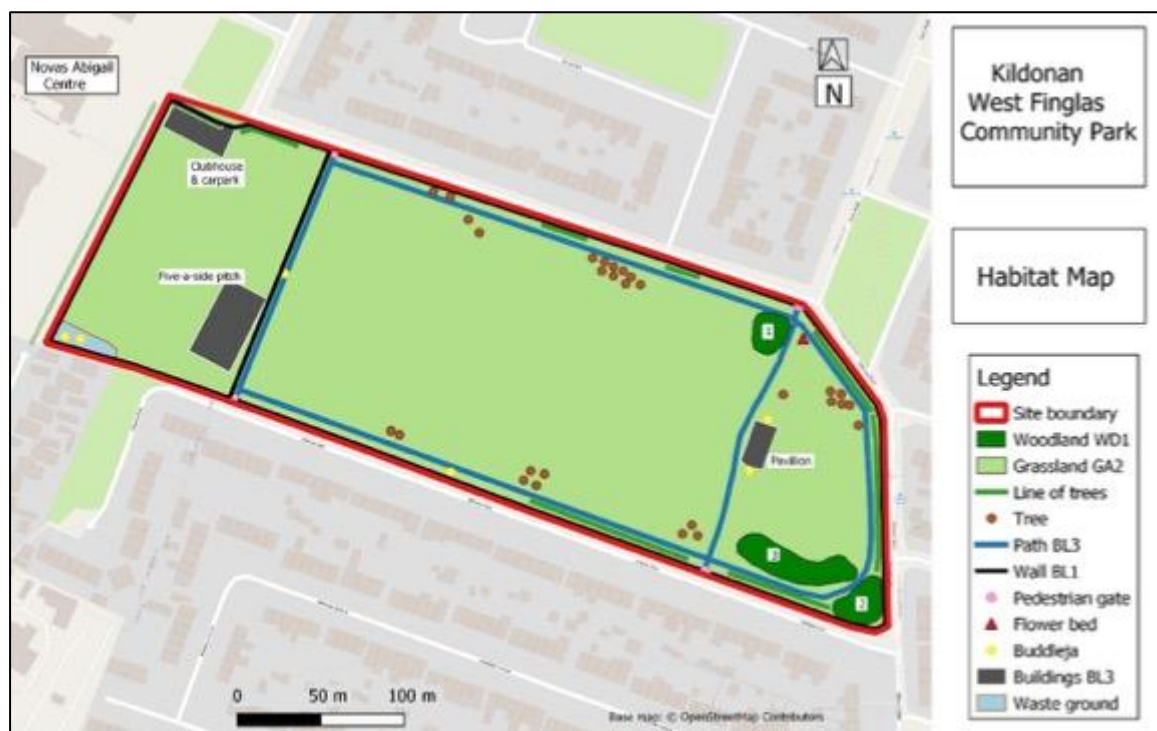 Novas Abigail
Centre
N
Clubhouse
& carpark
Five-a-side pitch
1
Pavillion
3
2
0 50 m 100 m
Base map: © OpenStreetMap Contributors
Kildonan
West Finglas
Community Park
Habitat Map
Legend
Site boundary
Woodland WD1
Grassland GA2
Line of trees
Tree
Path BL3
Wall BL1
Pedestrian gate
Flower bed
Buddleja
Buildings BL3
Waste ground